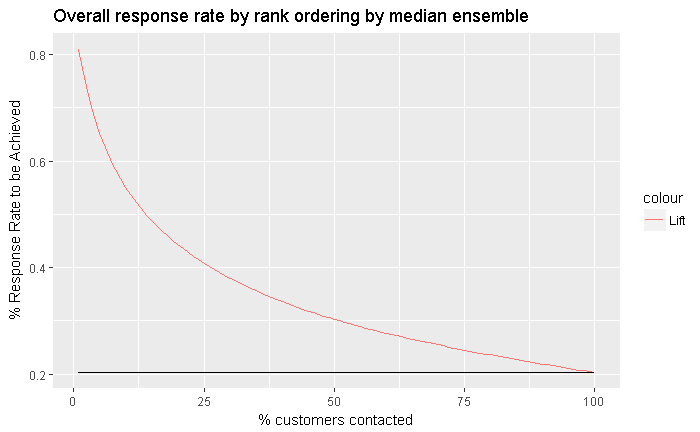 Overall response rate by rank ordering by median ensemble
% Response Rate to be Achieved
0.8
0.6
0.4
0.2
0
25
50
75
100
% customers contacted
colour
Lift